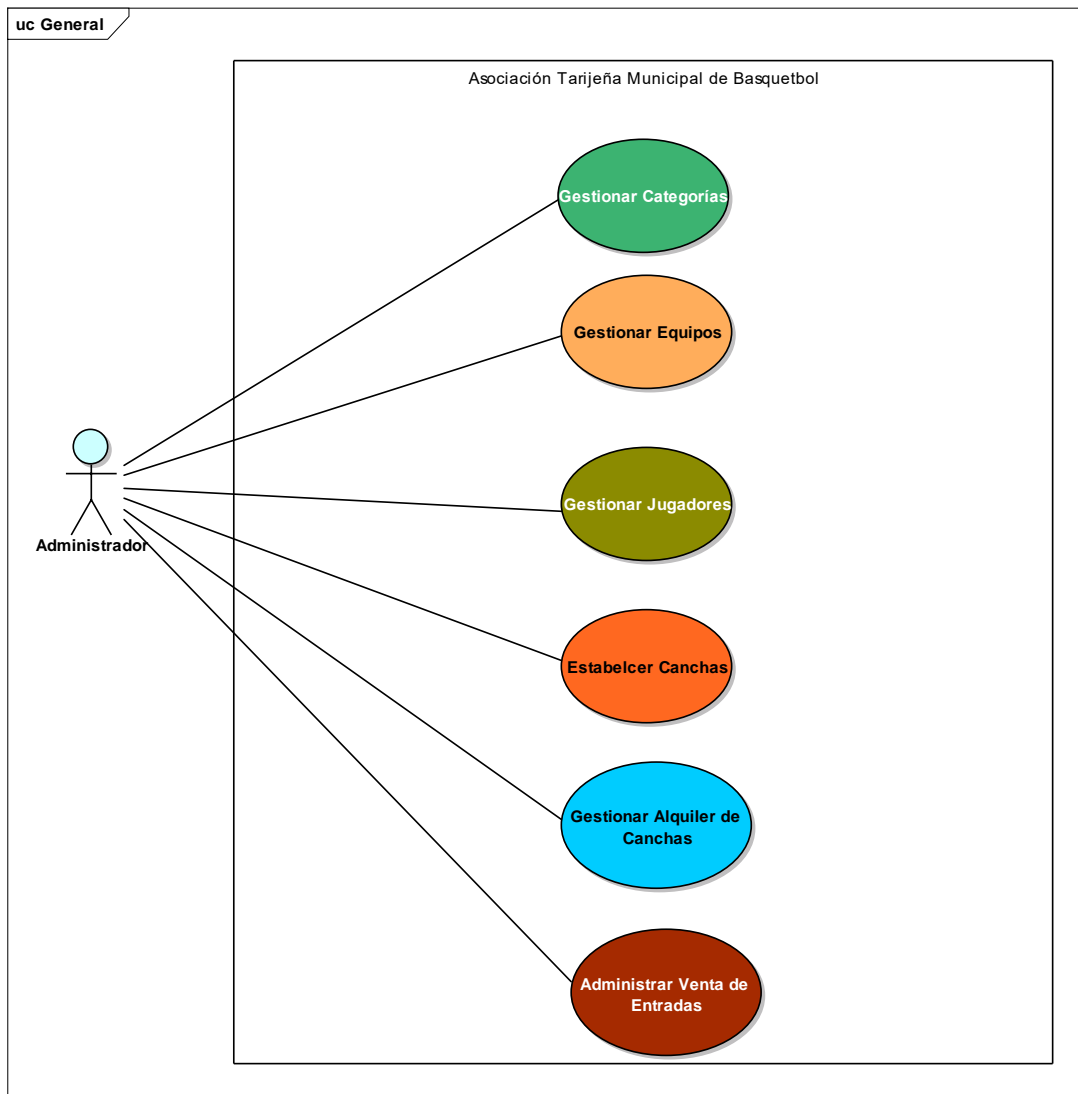 uc General
Asociación Tarijeña Municipal de Basquetbol
Gestionar Categorías
Gestionar Equipos
Gestionar Jugadores
Administrador
Estabelcer Canchas
Gestionar Alquiler de
Canchas
Administrar Venta de
Entradas